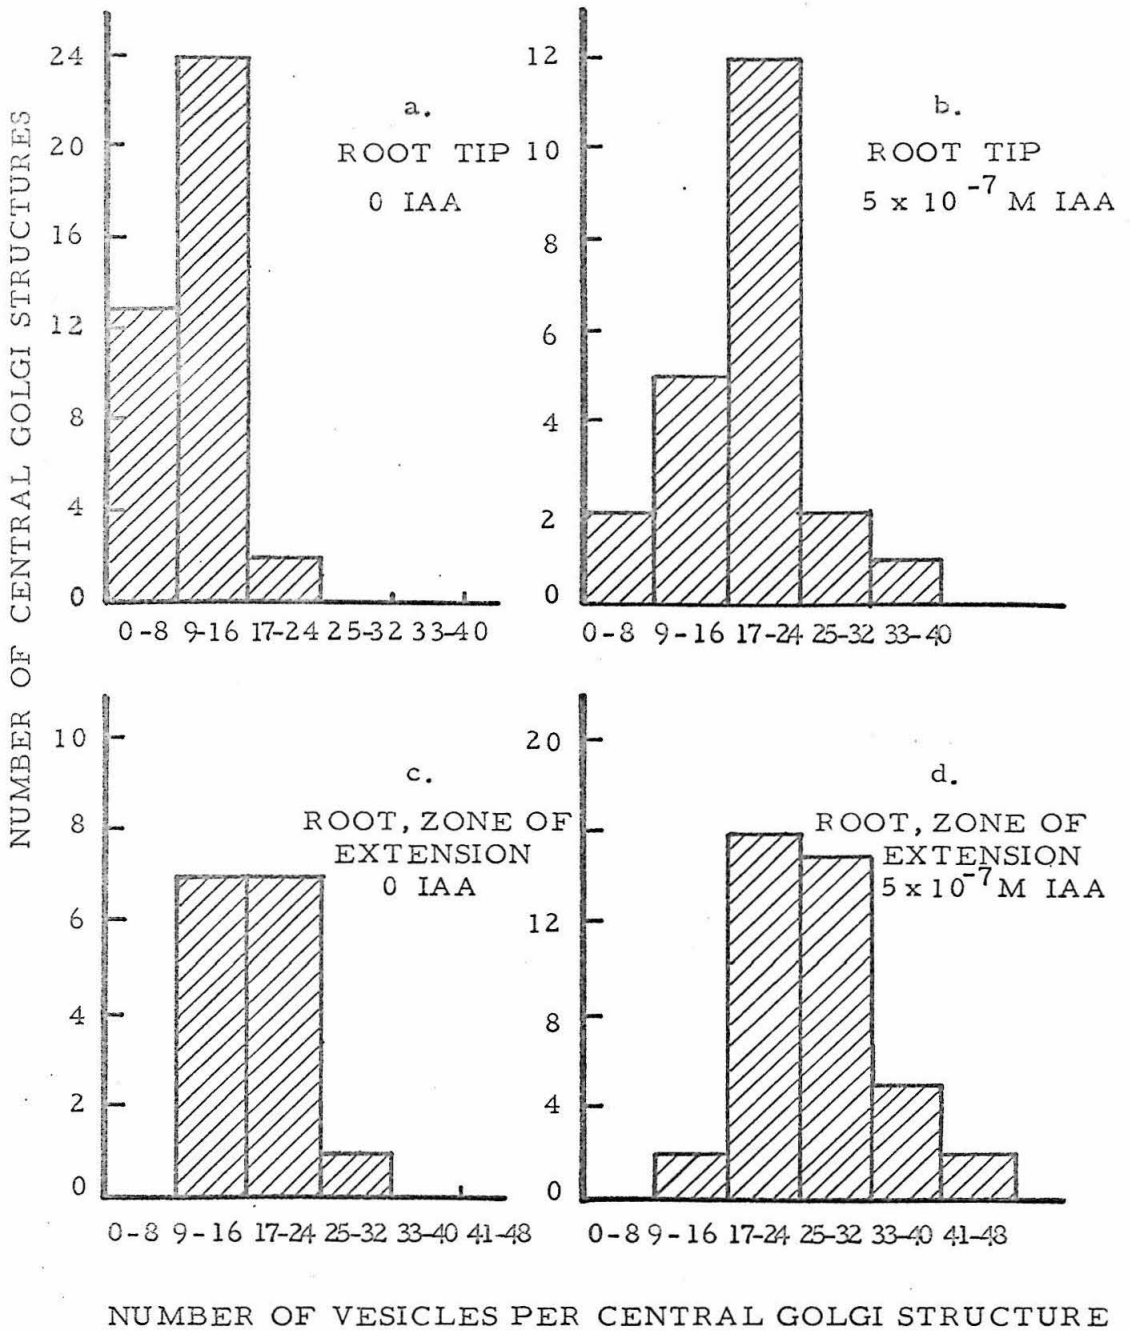 NUMBER OF CENTRAL GOLGI STRUCTURES
24
20
16
12
8
4
0
a.
ROOT TIP
0 IAA
0-8 9-16 17-24 25-32 33-40
12
10
8
6
4
2
0
b.
ROOT TIP
5 x 10⁻⁷ M IAA
0-8 9-16 17-24 25-32 33-40
10
8
6
4
2
0
c.
ROOT, ZONE OF
EXTENSION
0 IAA
0-8 9-16 17-24 25-32 33-40 41-48
20
12
8
4
0
d.
ROOT, ZONE OF
EXTENSION
5 x 10⁻⁷ M IAA
0-8 9-16 17-24 25-32 33-40 41-48
NUMBER OF VESICLES PER CENTRAL GOLGI STRUCTURE